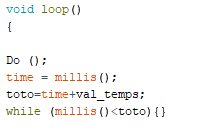 void loop()
{
Do ();
time = millis();
toto=time+val_temps;
while (millis()<toto){}